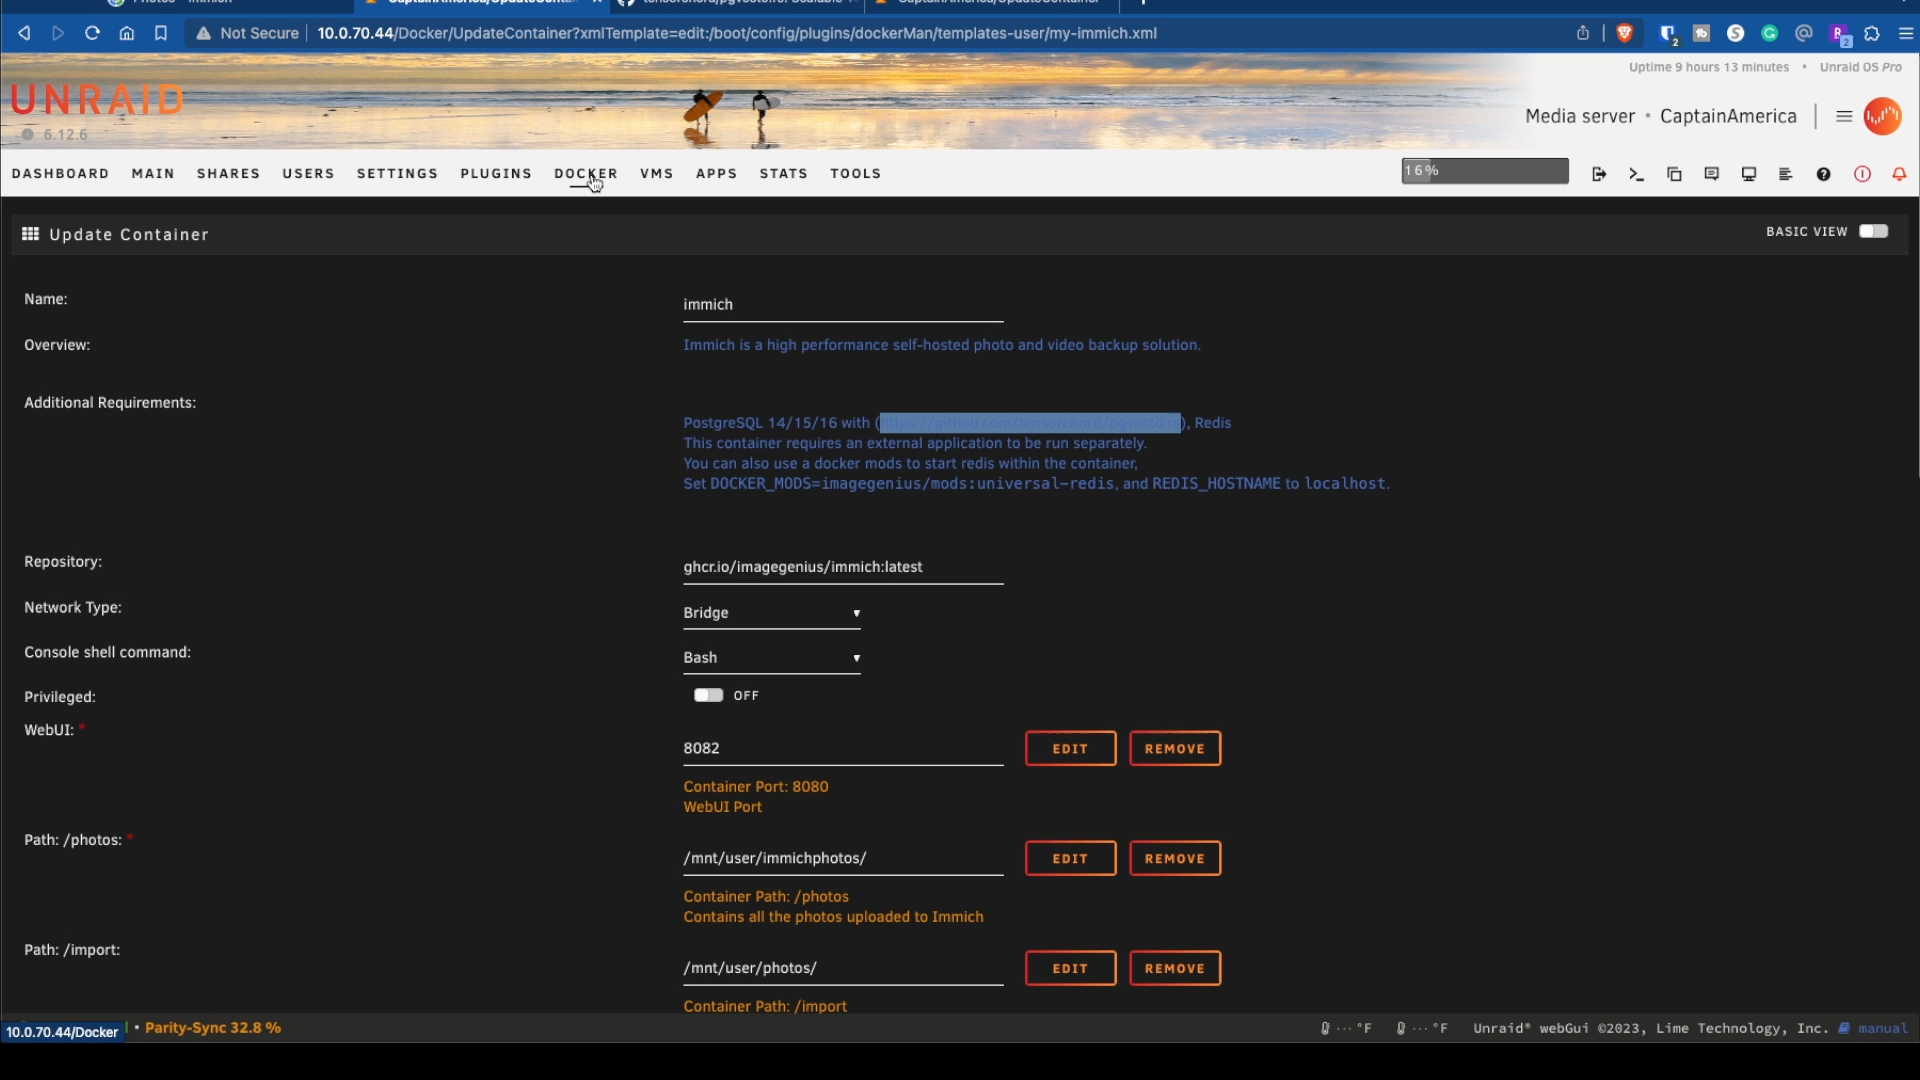 Not Secure
10.0.70.44/Docker/UpdateContainer?xmlTemplate=edit:/boot/config/plugins/dockerMan/templates-user/my-immich.xml
2
2
Uptime 9 hours 13 minutes • Unraid OS Pro
UNRAID
6.12.6
Media server • CaptainAmerica
DASHBOARD MAIN SHARES USERS SETTINGS PLUGINS DOCKER VMS APPS STATS TOOLS
16%
Update Container
BASIC VIEW
Name:
immich
Overview:
Immich is a high performance self-hosted photo and video backup solution.
Additional Requirements:
PostgreSQL 14/15/16 with (https://github.com/tensorchord/pgvecto.rs), Redis
This container requires an external application to be run separately.
You can also use a docker mods to start redis within the container,
Set DOCKER_MODS=imagegenius/mods:universal-redis, and REDIS_HOSTNAME to localhost.
Repository:
ghcr.io/imagegenius/immich:latest
Network Type:
Bridge
Console shell command:
Bash
Privileged:
OFF
WebUI: *
8082
EDIT
REMOVE
Container Port: 8080
WebUI Port
Path: /photos: *
/mnt/user/immichphotos/
EDIT
REMOVE
Container Path: /photos
Contains all the photos uploaded to Immich
Path: /import:
/mnt/user/photos/
EDIT
REMOVE
Container Path: /import
10.0.70.44/Docker
• Parity-Sync 32.8 %
··· °F
··· °F
Unraid® webGui ©2023, Lime Technology, Inc.
manual